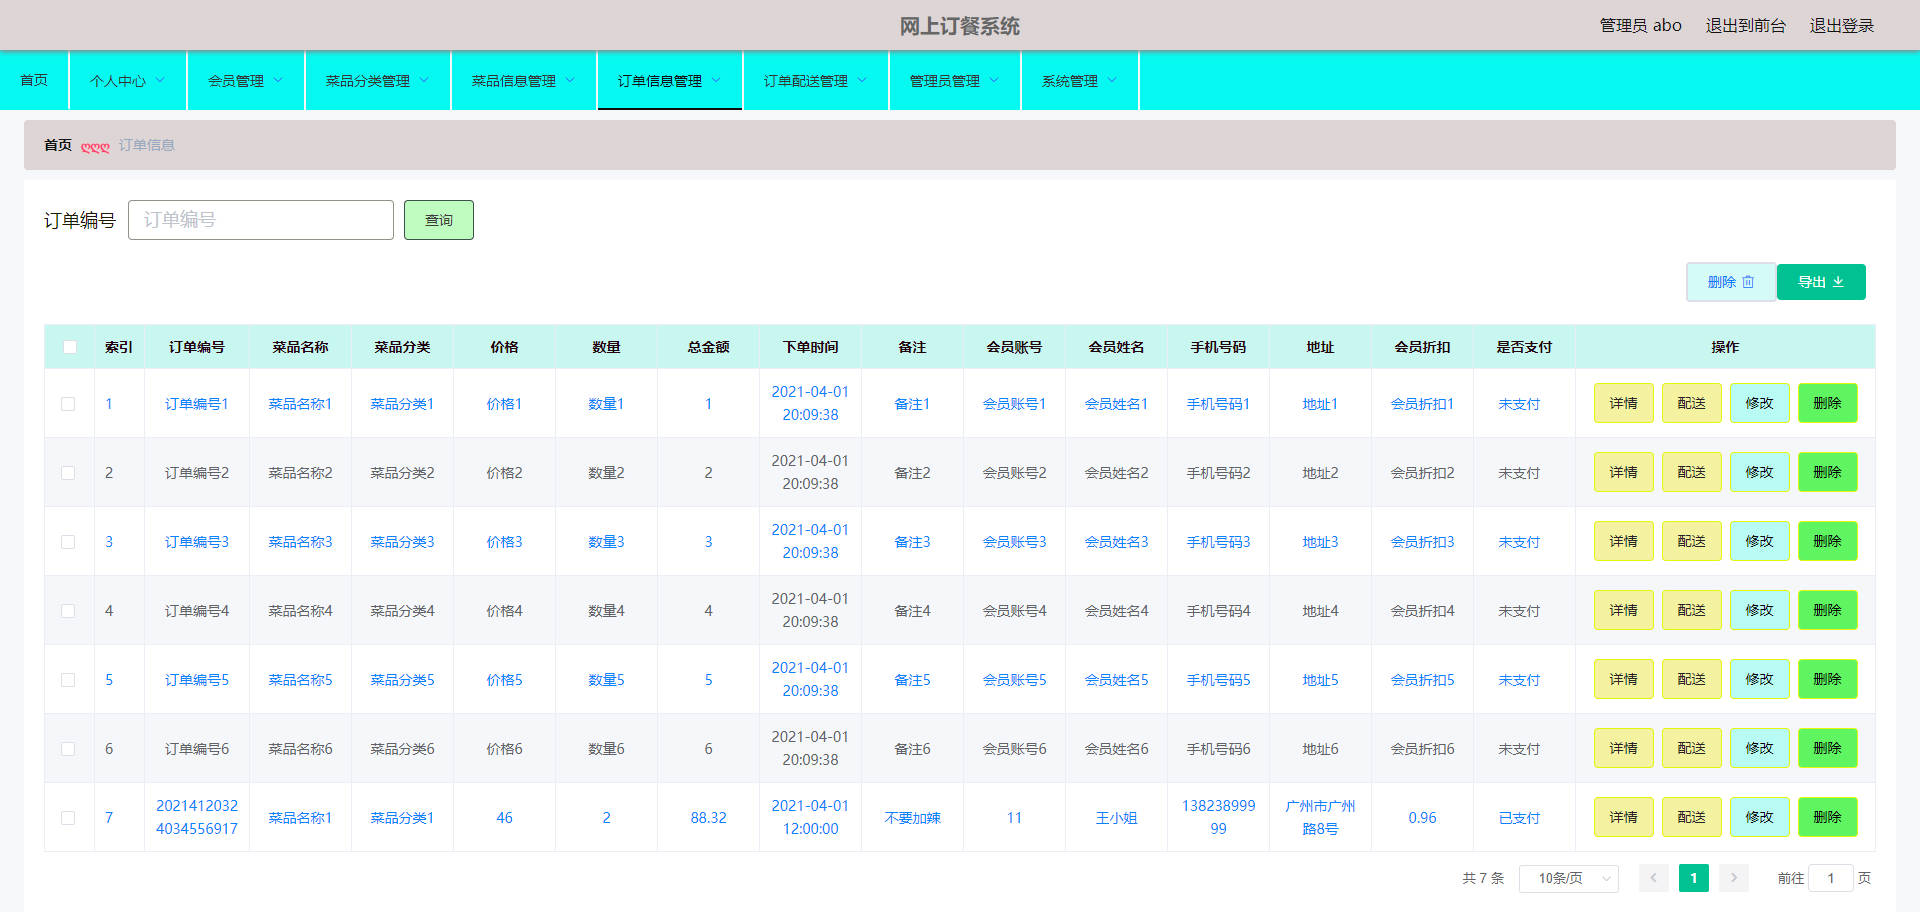 网上订餐系统
管理员 abo 退出到前台 退出登录
首页 个人中心 会员管理 菜品分类管理 菜品信息管理 订单信息管理 订单配送管理 管理员管理 系统管理
首页 ღღღ 订单信息
订单编号 订单编号 查询
删除 导出
索引 订单编号 菜品名称 菜品分类 价格 数量 总金额 下单时间 备注 会员账号 会员姓名 手机号码 地址 会员折扣 是否支付 操作
1 订单编号1 菜品名称1 菜品分类1 价格1 数量1 1 2021-04-01 20:09:38 备注1 会员账号1 会员姓名1 手机号码1 地址1 会员折扣1 未支付 详情 配送 修改 删除
2 订单编号2 菜品名称2 菜品分类2 价格2 数量2 2 2021-04-01 20:09:38 备注2 会员账号2 会员姓名2 手机号码2 地址2 会员折扣2 未支付 详情 配送 修改 删除
3 订单编号3 菜品名称3 菜品分类3 价格3 数量3 3 2021-04-01 20:09:38 备注3 会员账号3 会员姓名3 手机号码3 地址3 会员折扣3 未支付 详情 配送 修改 删除
4 订单编号4 菜品名称4 菜品分类4 价格4 数量4 4 2021-04-01 20:09:38 备注4 会员账号4 会员姓名4 手机号码4 地址4 会员折扣4 未支付 详情 配送 修改 删除
5 订单编号5 菜品名称5 菜品分类5 价格5 数量5 5 2021-04-01 20:09:38 备注5 会员账号5 会员姓名5 手机号码5 地址5 会员折扣5 未支付 详情 配送 修改 删除
6 订单编号6 菜品名称6 菜品分类6 价格6 数量6 6 2021-04-01 20:09:38 备注6 会员账号6 会员姓名6 手机号码6 地址6 会员折扣6 未支付 详情 配送 修改 删除
7 20214120324034556917 菜品名称1 菜品分类1 46 2 88.32 2021-04-01 12:00:00 不要加辣 11 王小姐 13823899999 广州市广州路8号 0.96 已支付 详情 配送 修改 删除
共 7 条 10条/页 1 前往 1 页